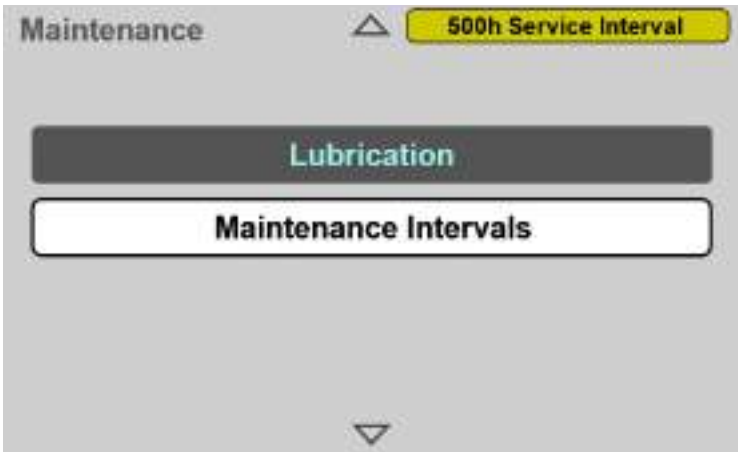 Maintenance
500h Service Interval
Lubrication
Maintenance Intervals